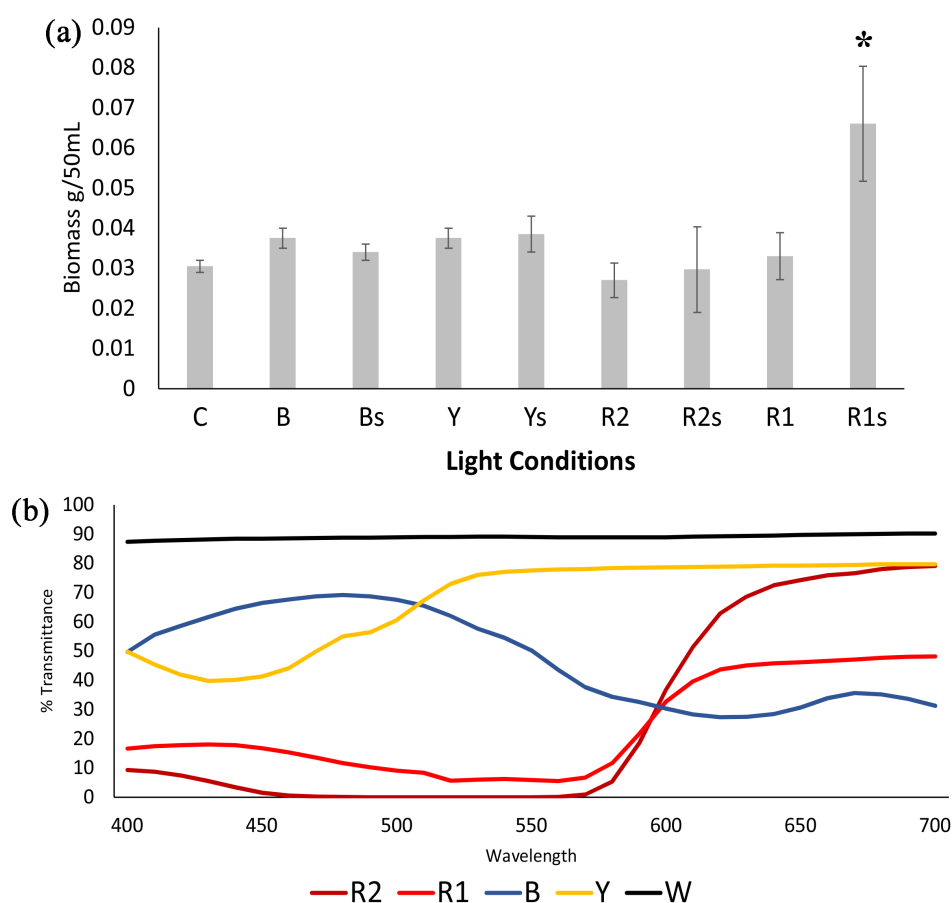 (a)
Biomass g/50mL
0.09
0.08
0.07
0.06
0.05
0.04
0.03
0.02
0.01
0
*
C B Bs Y Ys R2 R2s R1 R1s
Light Conditions
(b)
% Transmittance
100
90
80
70
60
50
40
30
20
10
0
400 450 500 550 600 650 700
Wavelength
R2 R1 B Y W